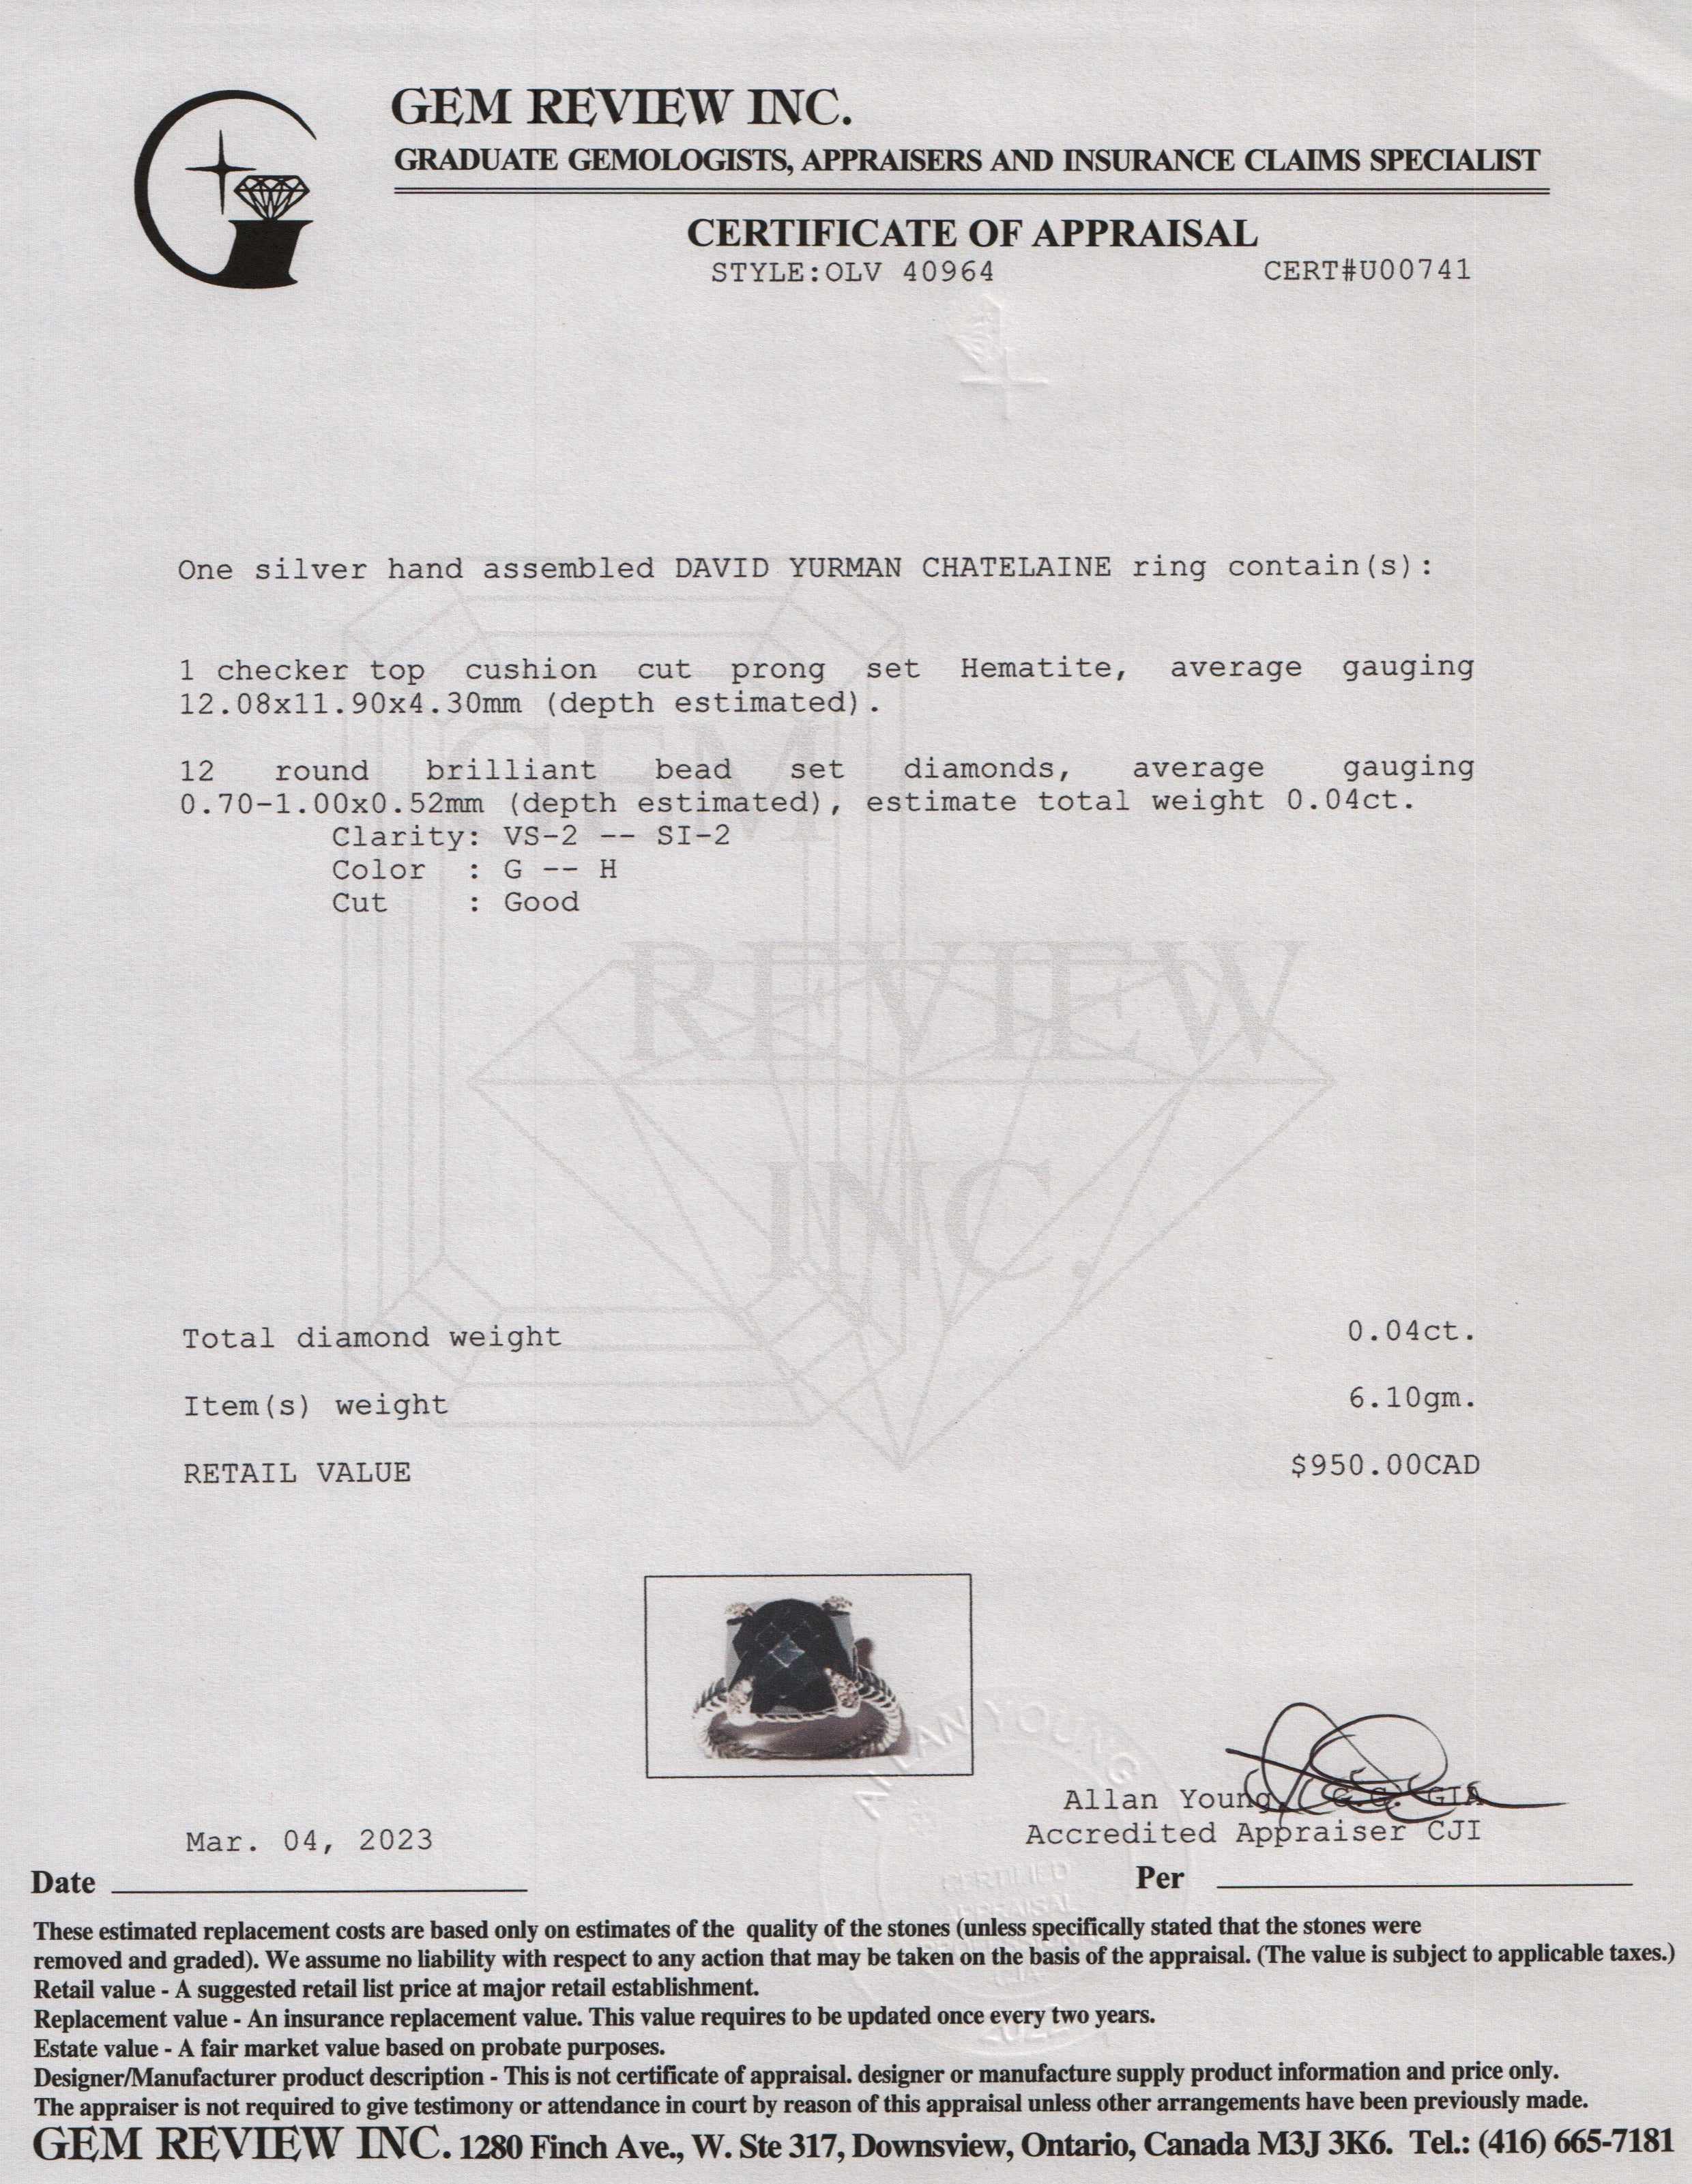 GEM REVIEW INC.
GRADUATE GEMOLOGISTS, APPRAISERS AND INSURANCE CLAIMS SPECIALIST
CERTIFICATE OF APPRAISAL
STYLE:OLV 40964 CERT#U00741
One silver hand assembled DAVID YURMAN CHATELAINE ring contain(s):
1 checker top cushion cut prong set Hematite, average gauging
12.08x11.90x4.30mm (depth estimated).
12 round brilliant bead set diamonds, average gauging
0.70-1.00x0.52mm (depth estimated), estimate total weight 0.04ct.
Clarity: VS-2 -- SI-2
Color : G -- H
Cut : Good
GEM
REVIEW
INC.
Total diamond weight 0.04ct.
Item(s) weight 6.10gm.
RETAIL VALUE $950.00CAD
ALLAN YOUNG
CERTIFIED
APPRAISAL
Allan Young, G.G. GIA
Accredited Appraiser CJI
Mar. 04, 2023
Date Per
These estimated replacement costs are based only on estimates of the quality of the stones (unless specifically stated that the stones were
removed and graded). We assume no liability with respect to any action that may be taken on the basis of the appraisal. (The value is subject to applicable taxes.)
Retail value - A suggested retail list price at major retail establishment.
Replacement value - An insurance replacement value. This value requires to be updated once every two years.
Estate value - A fair market value based on probate purposes.
Designer/Manufacturer product description - This is not certificate of appraisal. designer or manufacture supply product information and price only.
The appraiser is not required to give testimony or attendance in court by reason of this appraisal unless other arrangements have been previously made.
GEM REVIEW INC. 1280 Finch Ave., W. Ste 317, Downsview, Ontario, Canada M3J 3K6. Tel.: (416) 665-7181